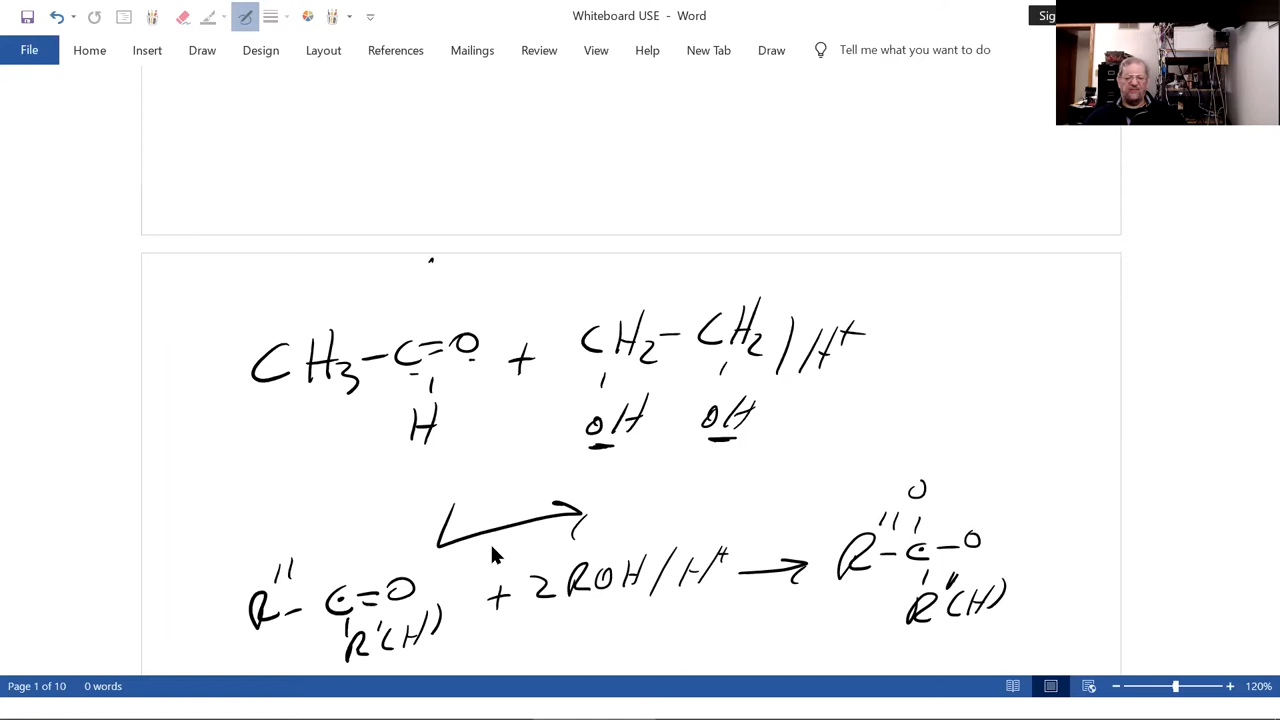 Whiteboard USE - Word
Sig
File Home Insert Draw Design Layout References Mailings Review View Help New Tab Draw Tell me what you want to do
CH3-C=O + CH2-CH2 / H+
H OH OH
O
R''-C=O + 2ROH/H+ → R''-C-O
R'(H) R''(H)
Page 1 of 10 0 words 120%